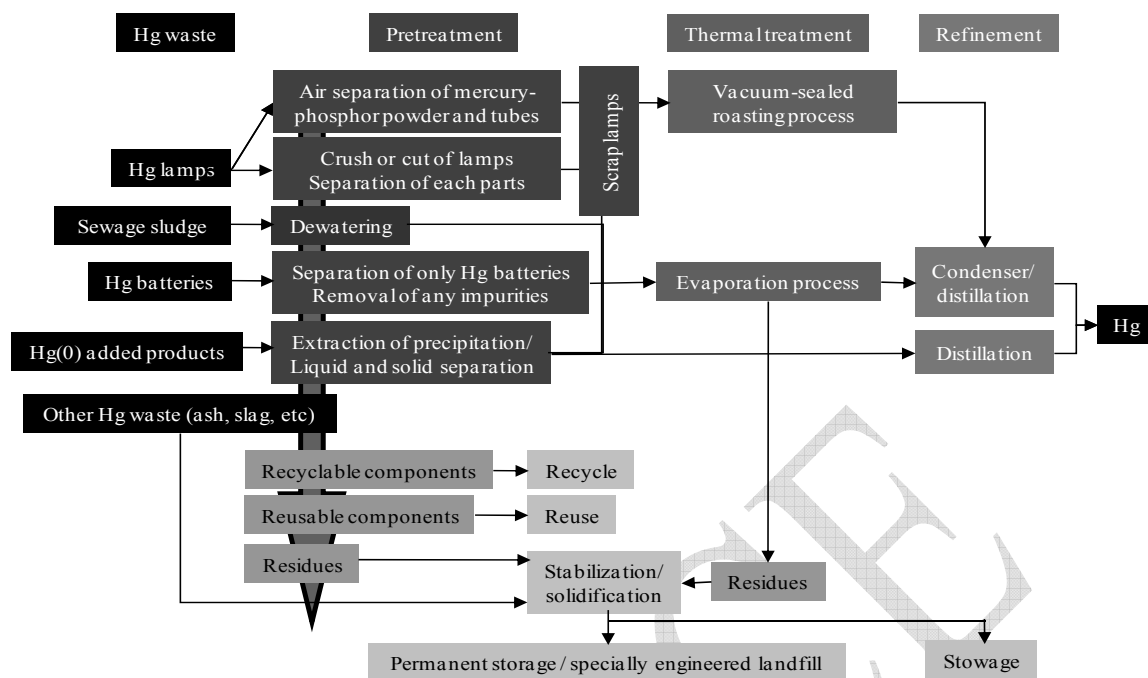 Hg waste
Pretreatment
Thermal treatment
Refinement
Air separation of mercury-
phosphor powder and tubes
Scrap lamps
Vacuum-sealed
roasting process
Hg lamps
Crush or cut of lamps
Separation of each parts
Sewage sludge
Dewatering
Hg batteries
Separation of only Hg batteries
Removal of any impurities
Evaporation process
Condenser/
distillation
Hg
Hg(0) added products
Extraction of precipitation/
Liquid and solid separation
Distillation
Other Hg waste (ash, slag, etc)
Recyclable components
Recycle
Reusable components
Reuse
Residues
Stabilization/
solidification
Residues
Permanent storage / specially engineered landfill
Stowage